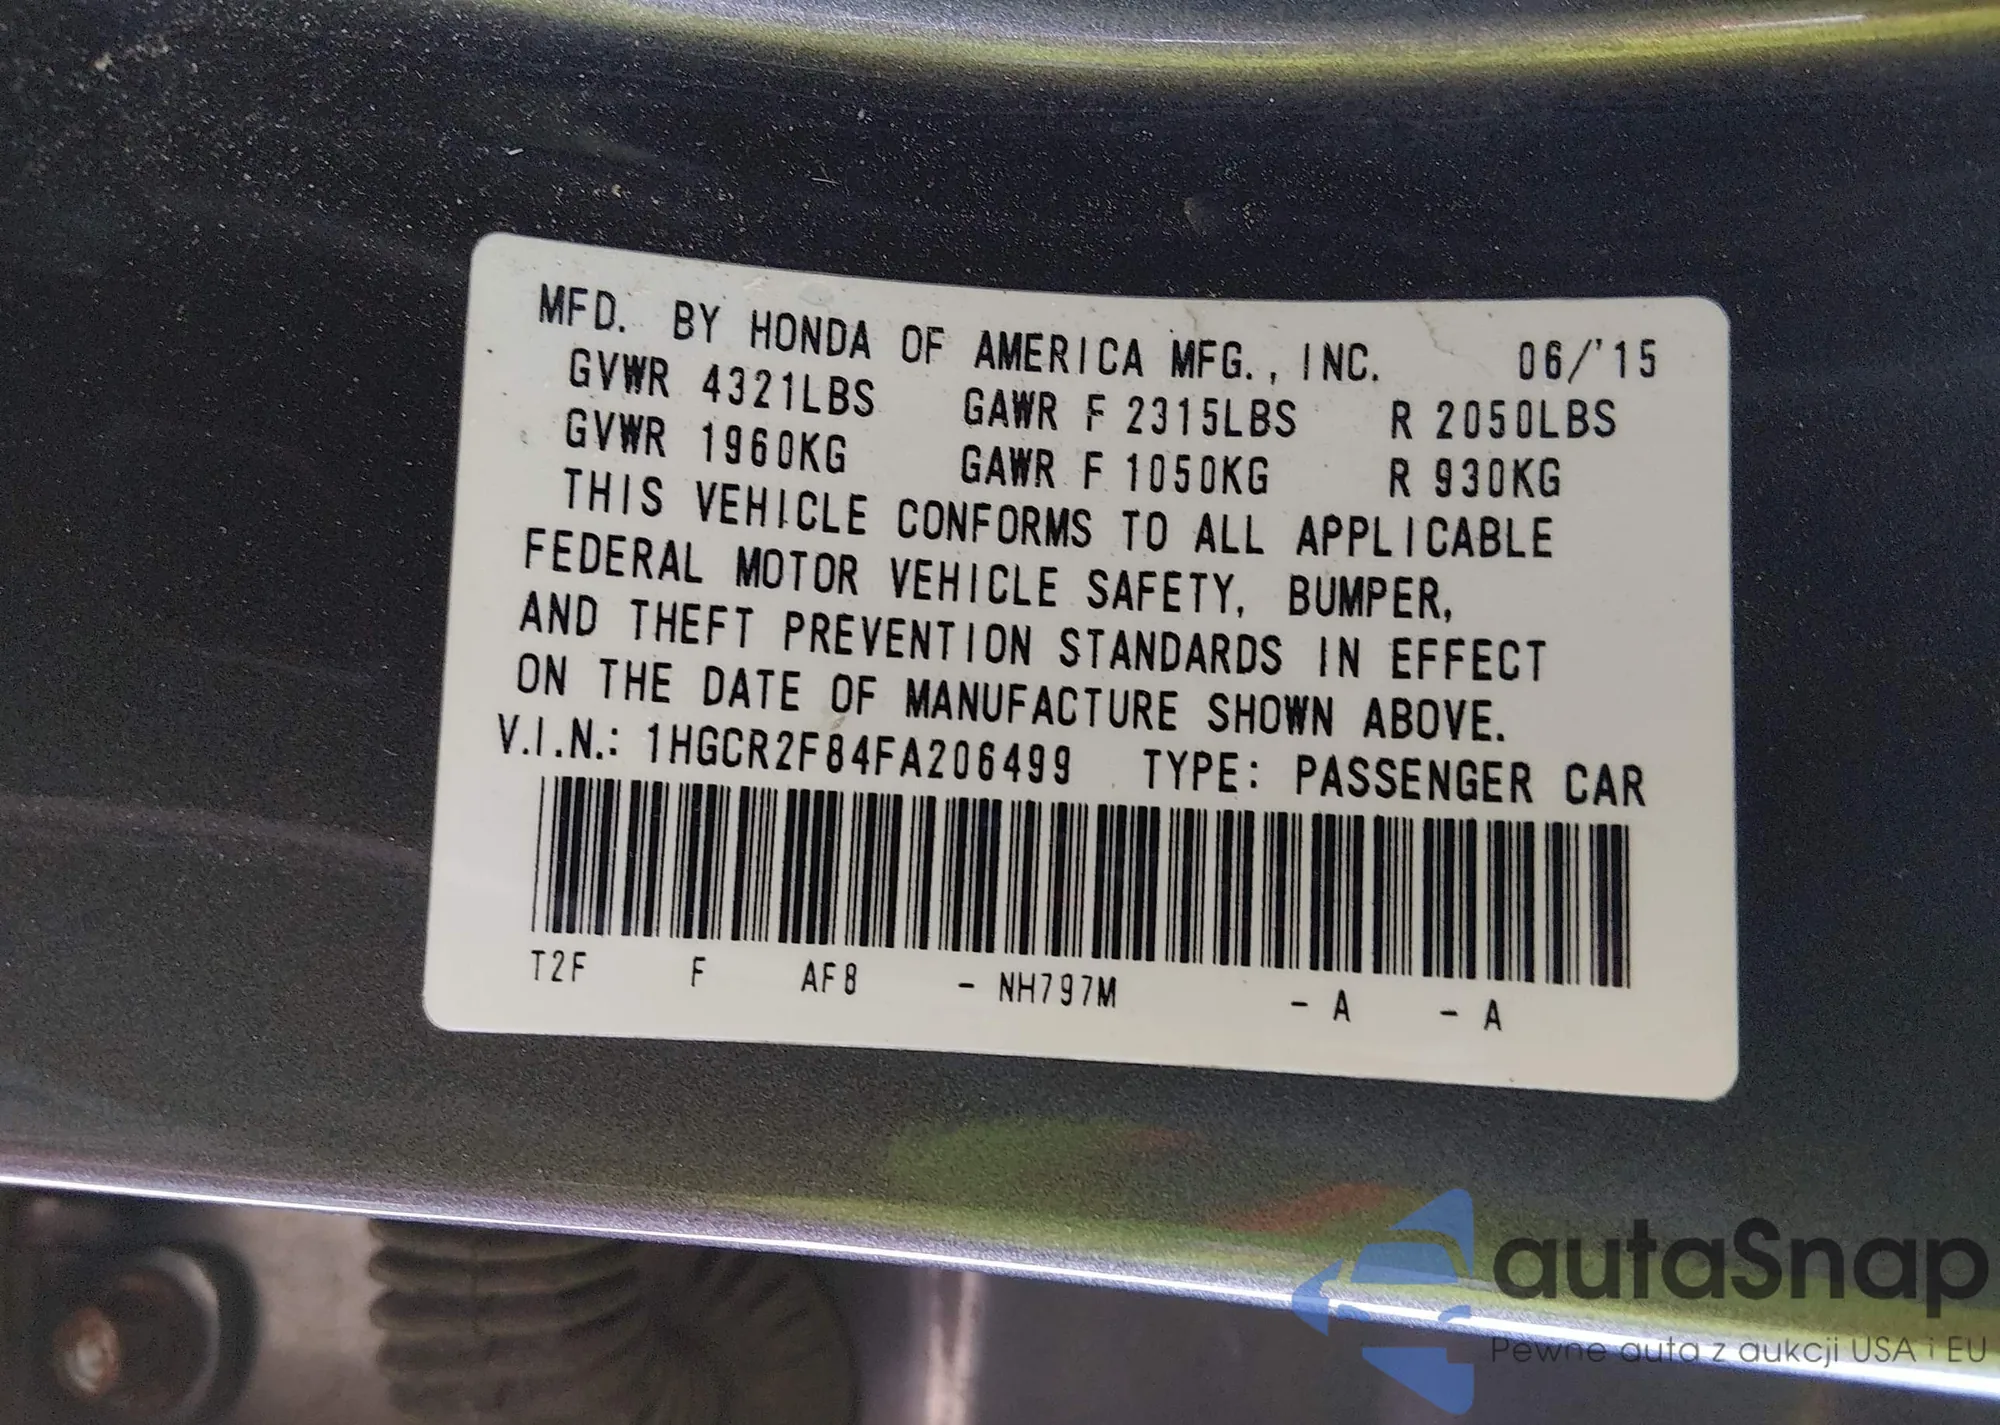 MFD. BY HONDA OF AMERICA MFG., INC. 06/'15
GVWR 4321LBS GAWR F 2315LBS R 2050LBS
GVWR 1960KG GAWR F 1050KG R 930KG
THIS VEHICLE CONFORMS TO ALL APPLICABLE
FEDERAL MOTOR VEHICLE SAFETY, BUMPER,
AND THEFT PREVENTION STANDARDS IN EFFECT
ON THE DATE OF MANUFACTURE SHOWN ABOVE.
V.I.N.: 1HGCR2F84FA206499 TYPE: PASSENGER CAR
T2F F AF8 - NH797M - A - A
autaSnap
Pewne auta z aukcji USA i EU